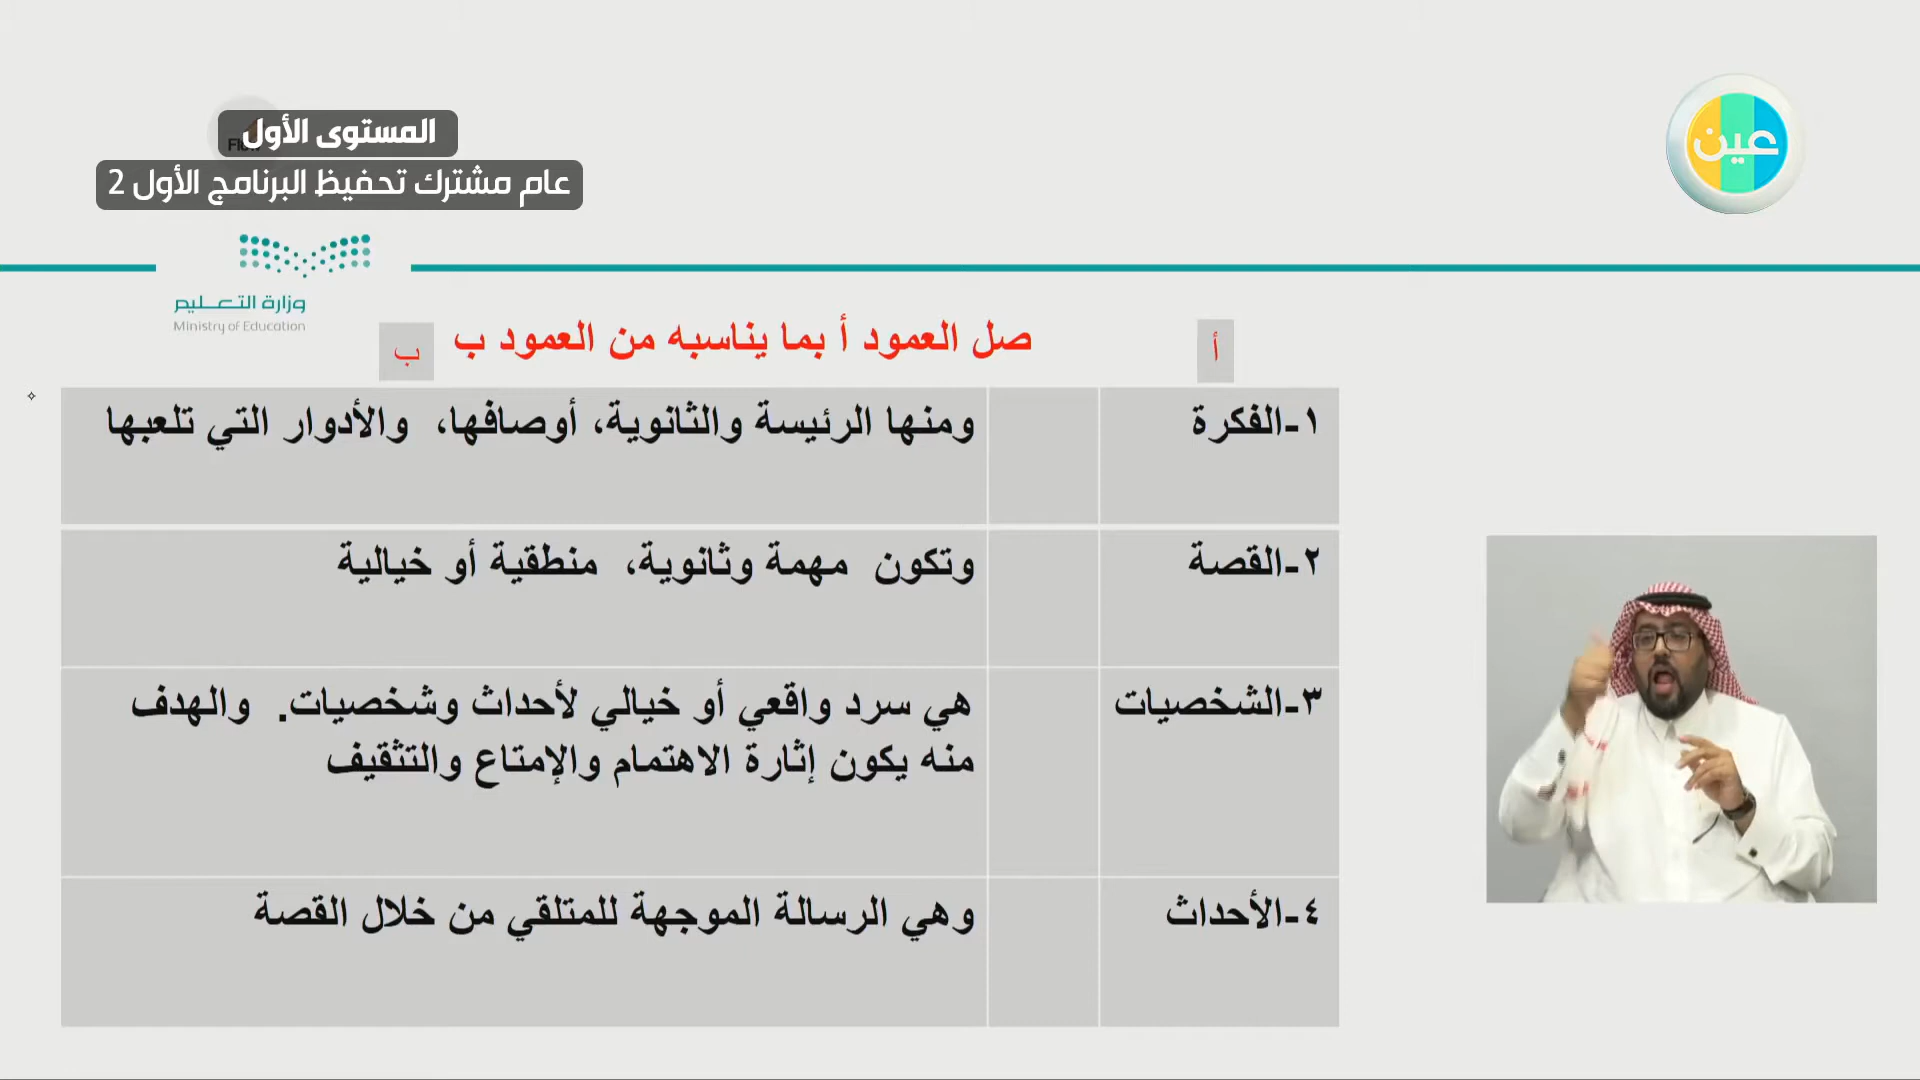 المستوى الأول
عام مشترك تحفيظ البرنامج الأول 2
عين
وزارة التعليم
Ministry of Education
صل العمود أ بما يناسبه من العمود ب
أ
ب
١-الفكرة
ومنها الرئيسة والثانوية، أوصافها، والأدوار التي تلعبها
٢-القصة
وتكون مهمة وثانوية، منطقية أو خيالية
٣-الشخصيات
هي سرد واقعي أو خيالي لأحداث وشخصيات. والهدف
منه يكون إثارة الاهتمام والإمتاع والتثقيف
٤-الأحداث
وهي الرسالة الموجهة للمتلقي من خلال القصة